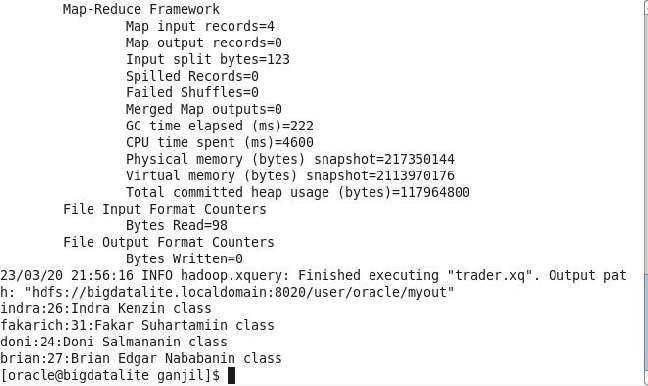 Map-Reduce Framework
Map input records=4
Map output records=0
Input split bytes=123
Spilled Records=0
Failed Shuffles=0
Merged Map outputs=0
GC time elapsed (ms)=222
CPU time spent (ms)=4600
Physical memory (bytes) snapshot=217350144
Virtual memory (bytes) snapshot=2113970176
Total committed heap usage (bytes)=117964800
File Input Format Counters
Bytes Read=98
File Output Format Counters
Bytes Written=0
23/03/20 21:56:16 INFO hadoop.xquery: Finished executing "trader.xq". Output pat
h: "hdfs://bigdatalite.localdomain:8020/user/oracle/myout"
indra:26:Indra Kenzin class
fakarich:31:Fakar Suhartamiin class
doni:24:Doni Salmananin class
brian:27:Brian Edgar Nababanin class
[oracle@bigdatalite ganjil]$